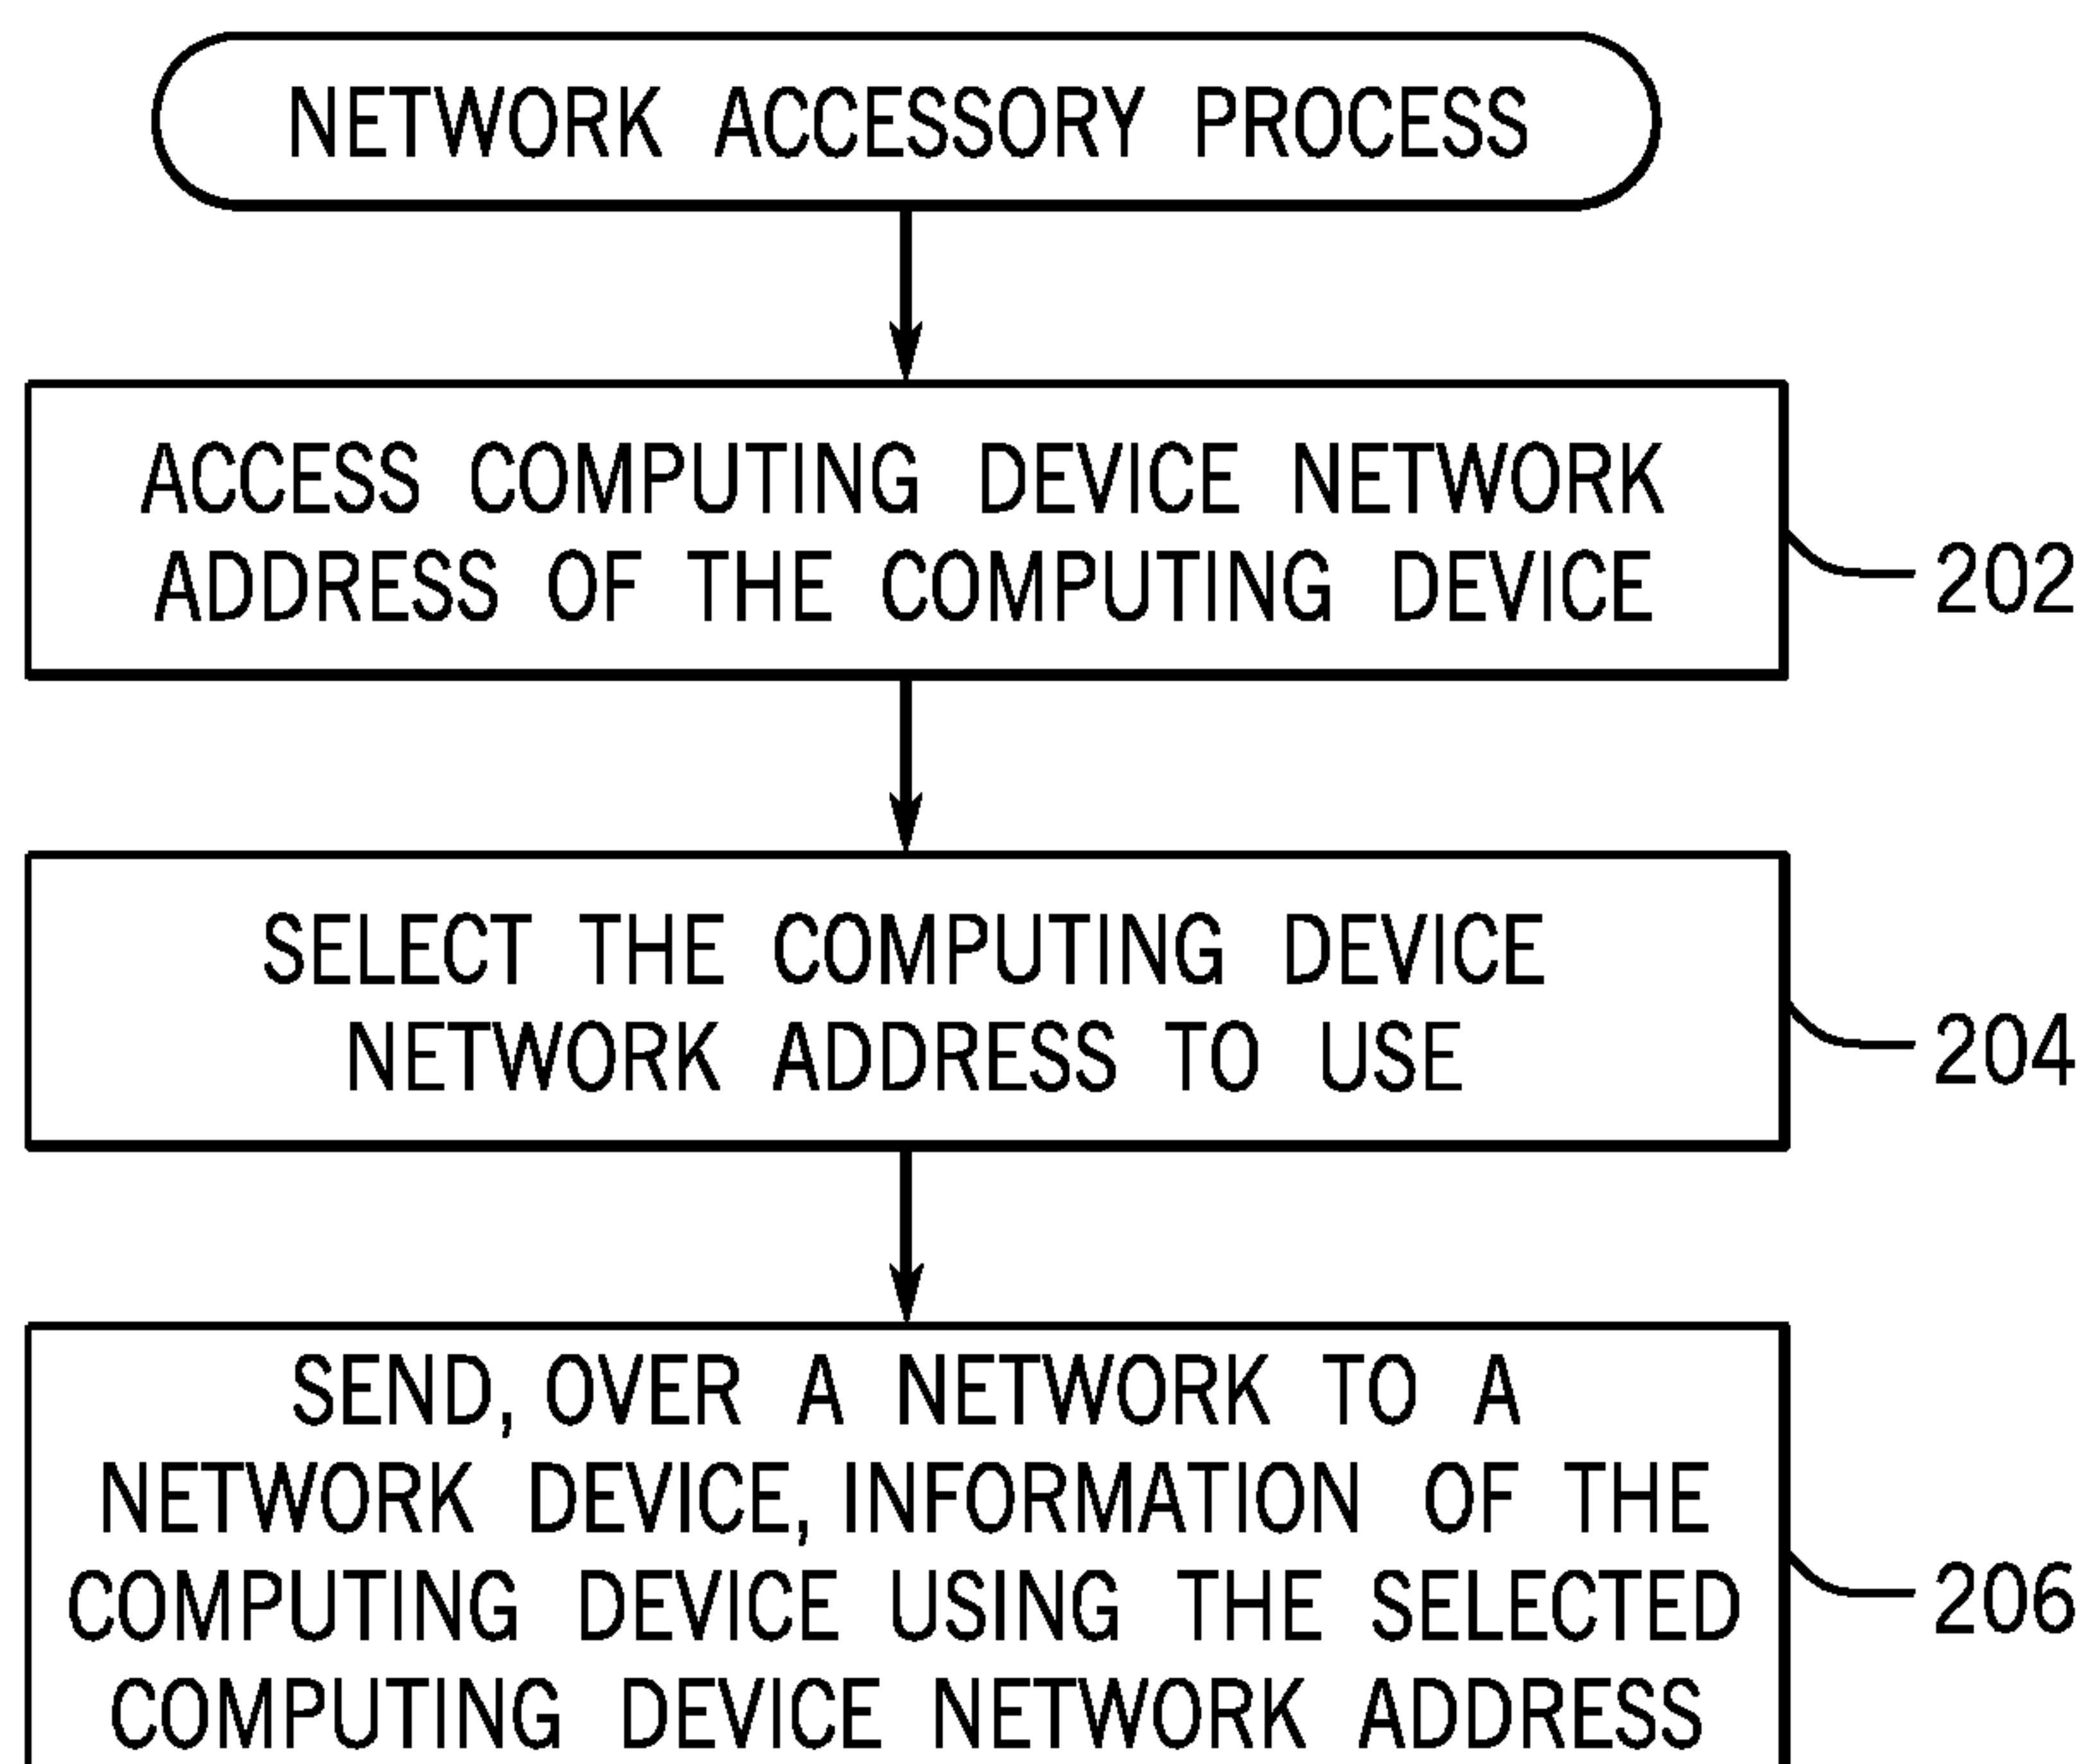 NETWORK ACCESSORY PROCESS
ACCESS COMPUTING DEVICE NETWORK
ADDRESS OF THE COMPUTING DEVICE
202
SELECT THE COMPUTING DEVICE
NETWORK ADDRESS TO USE
204
SEND, OVER A NETWORK TO A
NETWORK DEVICE, INFORMATION OF THE
COMPUTING DEVICE USING THE SELECTED
COMPUTING DEVICE NETWORK ADDRESS
206